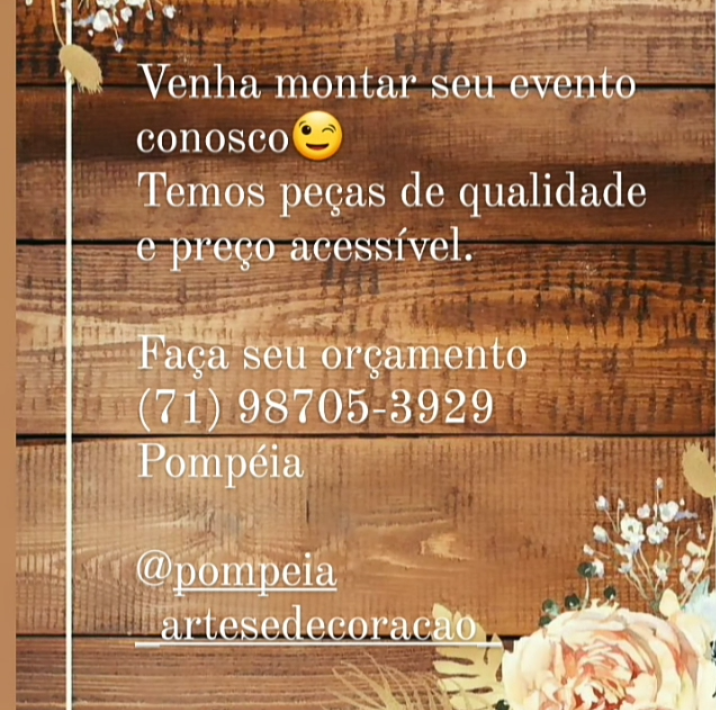 Venha montar seu evento
conosco😉
Temos peças de qualidade
e preço acessível.
Faça seu orçamento
(71) 98705-3929
Pompéia
@pompeia
_artesedecoracao_